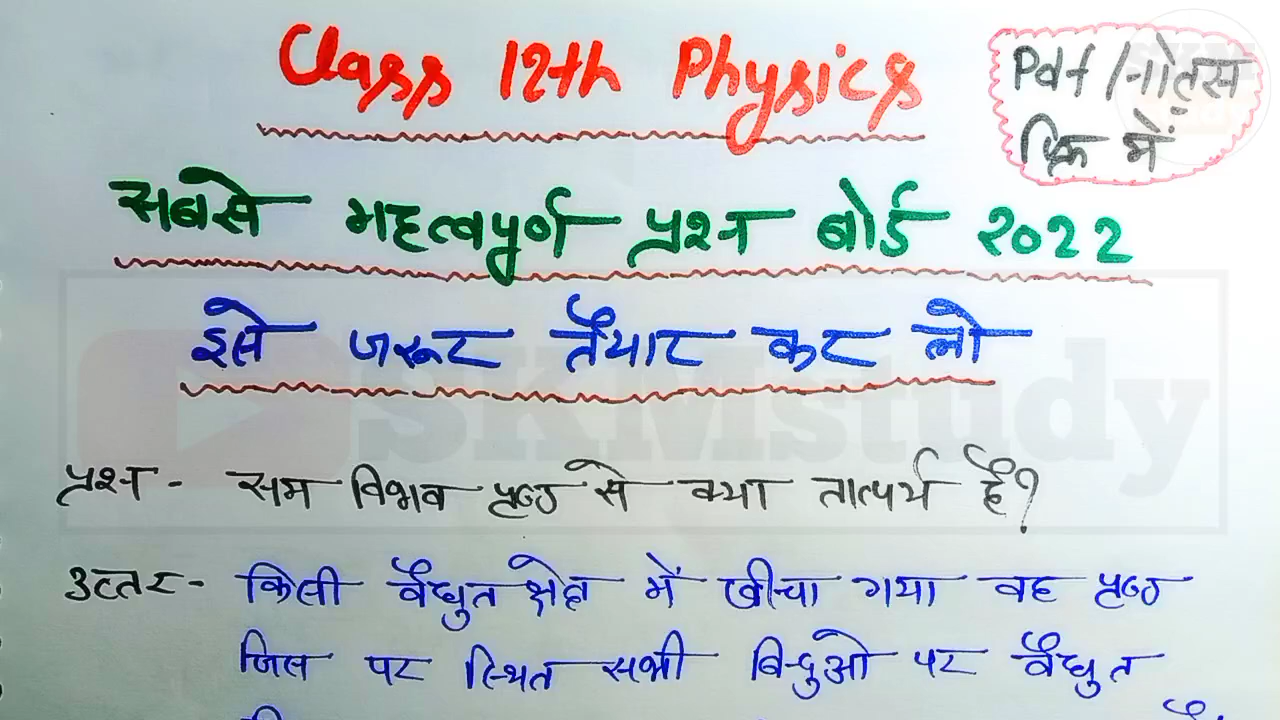 Class 12th Physics
Pdf / नोट्स
लिंक में
सबसे महत्वपूर्ण प्रश्न बोर्ड 2022
इसे जरूर तैयार कर लो
SKMstudy
प्रश्न - सम विभव पृष्ठ से क्या तात्पर्य है?
उत्तर - किसी वैद्युत क्षेत्र में खींचा गया वह पृष्ठ
जिस पर स्थित सभी बिन्दुओ पर वैद्युत